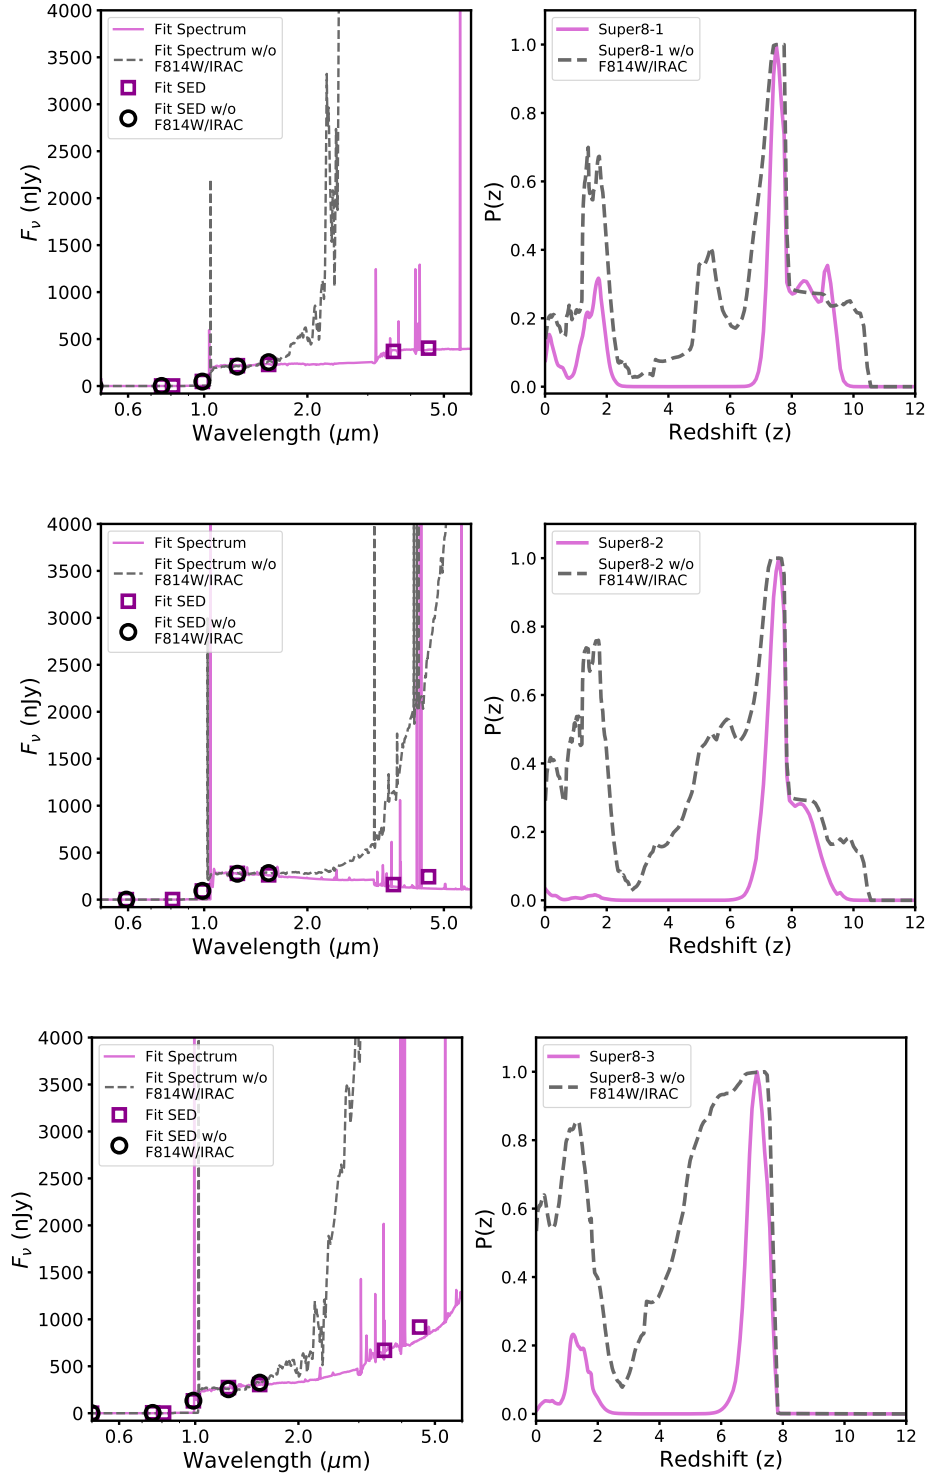 4000
3500
3000
2500
2000
1500
1000
500
0
Fν (nJy)
Fit Spectrum
Fit Spectrum w/o
F814W/IRAC
Fit SED
Fit SED w/o
F814W/IRAC
0.6 1.0 2.0 5.0
Wavelength (μm)
1.0
0.8
0.6
0.4
0.2
0.0
P(z)
Super8-1
Super8-1 w/o
F814W/IRAC
0 2 4 6 8 10 12
Redshift (z)
4000
3500
3000
2500
2000
1500
1000
500
0
Fν (nJy)
Fit Spectrum
Fit Spectrum w/o
F814W/IRAC
Fit SED
Fit SED w/o
F814W/IRAC
0.6 1.0 2.0 5.0
Wavelength (μm)
1.0
0.8
0.6
0.4
0.2
0.0
P(z)
Super8-2
Super8-2 w/o
F814W/IRAC
0 2 4 6 8 10 12
Redshift (z)
4000
3500
3000
2500
2000
1500
1000
500
0
Fν (nJy)
Fit Spectrum
Fit Spectrum w/o
F814W/IRAC
Fit SED
Fit SED w/o
F814W/IRAC
0.6 1.0 2.0 5.0
Wavelength (μm)
1.0
0.8
0.6
0.4
0.2
0.0
P(z)
Super8-3
Super8-3 w/o
F814W/IRAC
0 2 4 6 8 10 12
Redshift (z)